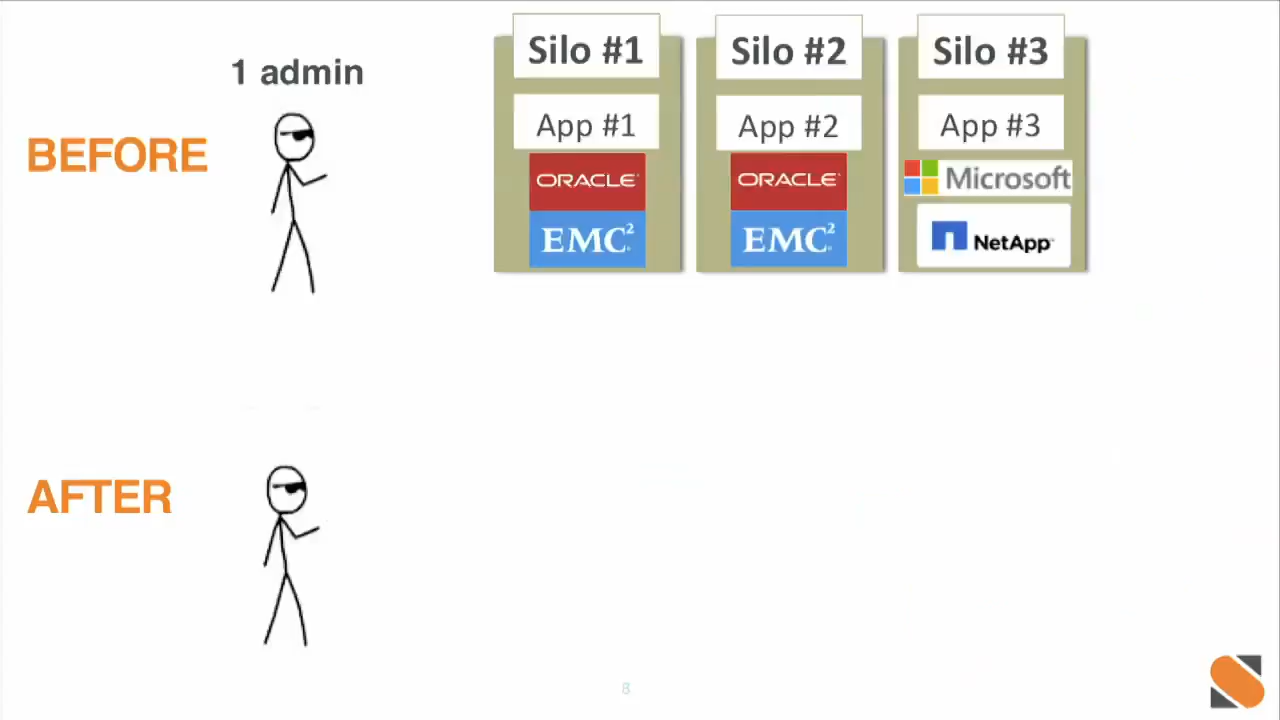 1 admin
BEFORE
Silo #1
App #1
ORACLE
EMC²
Silo #2
App #2
ORACLE
EMC²
Silo #3
App #3
Microsoft
NetApp
AFTER
8